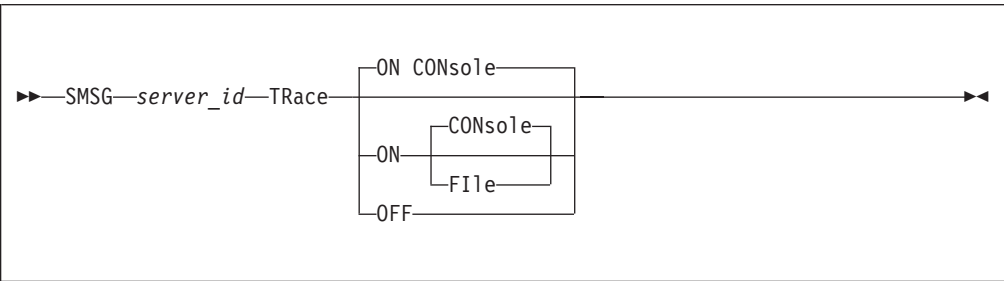 ON CONsole
SMSG server_id TRace
CONsole
ON
FIle
OFF